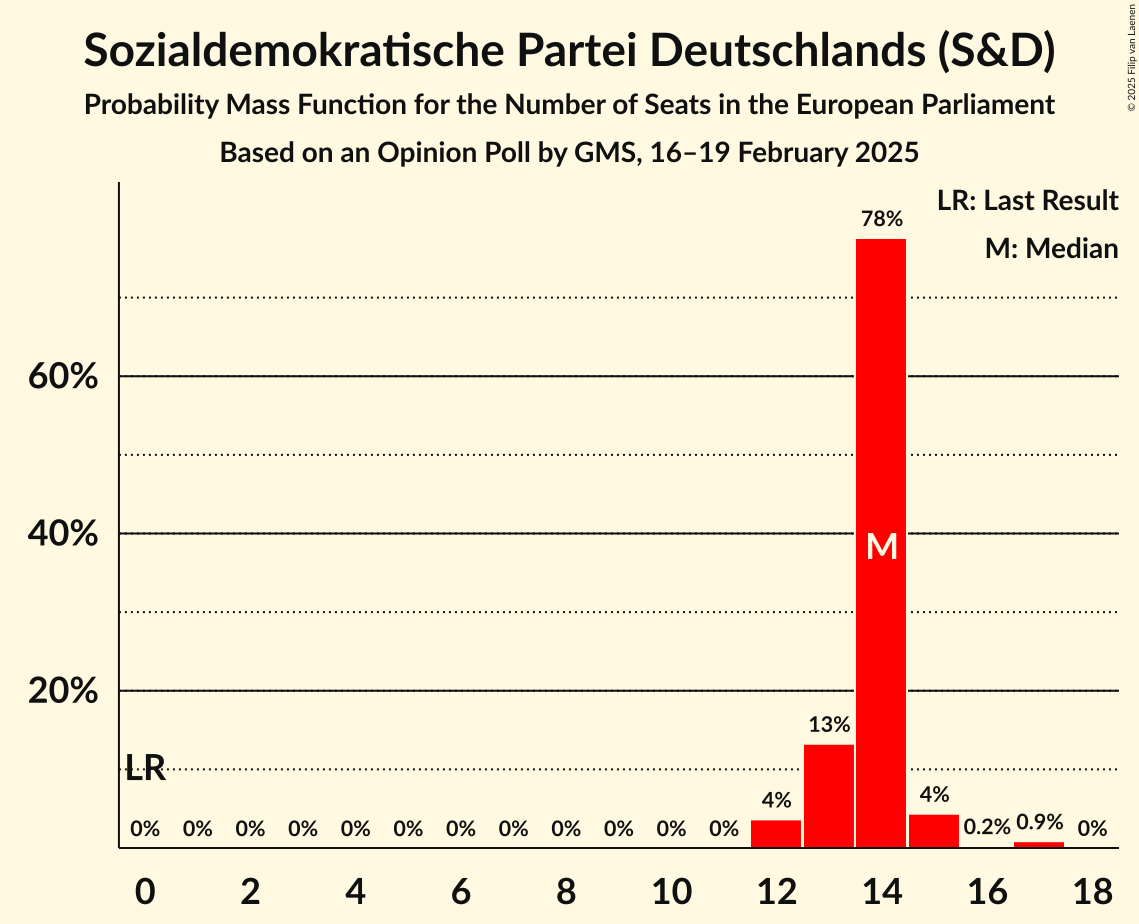 Sozialdemokratische Partei Deutschlands (S&D)
Probability Mass Function for the Number of Seats in the European Parliament
Based on an Opinion Poll by GMS, 16–19 February 2025
© 2025 Filip van Laenen
LR: Last Result
M: Median
78%
60%
40%
M
20%
13%
LR
4%
4%
0% 0% 0% 0% 0% 0% 0% 0% 0% 0% 0% 0% 0.2% 0.9% 0%
0 2 4 6 8 10 12 14 16 18